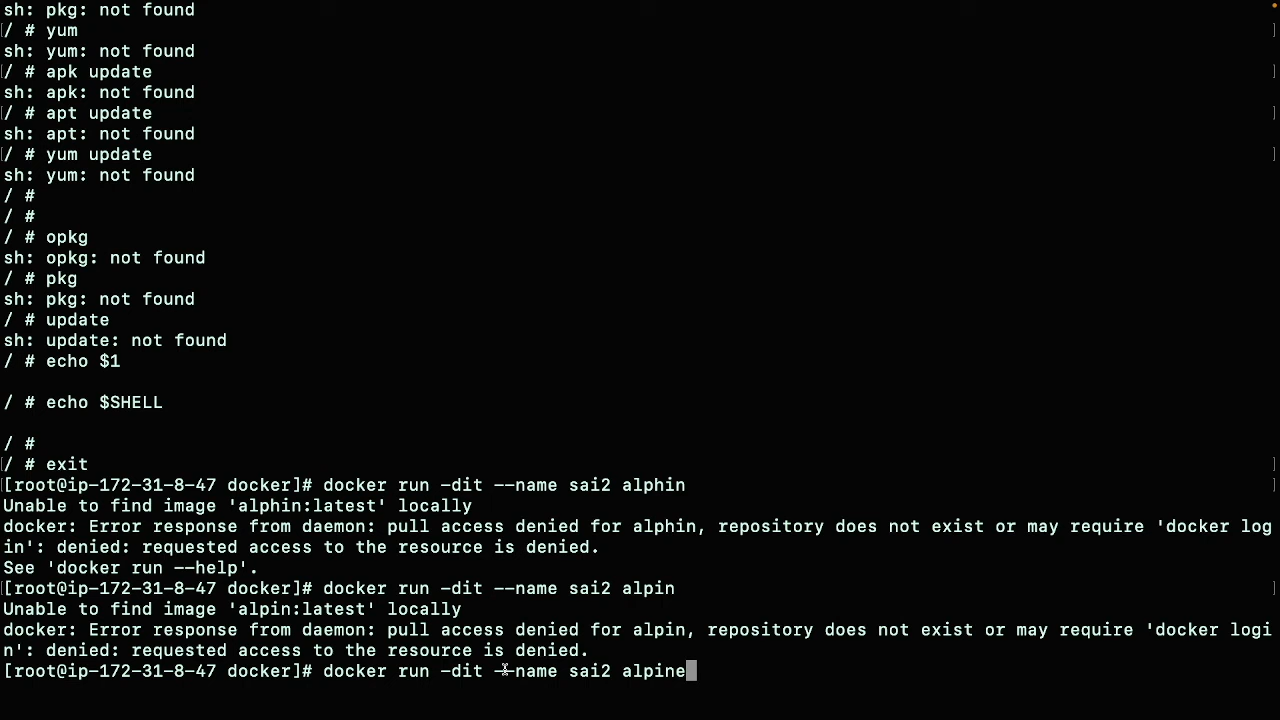 sh: pkg: not found
/ # yum
sh: yum: not found
/ # apk update
sh: apk: not found
/ # apt update
sh: apt: not found
/ # yum update
sh: yum: not found
/ #
/ #
/ # opkg
sh: opkg: not found
/ # pkg
sh: pkg: not found
/ # update
sh: update: not found
/ # echo $1
/ # echo $SHELL
/ #
/ # exit
[root@ip-172-31-8-47 docker]# docker run -dit --name sai2 alphin
Unable to find image 'alphin:latest' locally
docker: Error response from daemon: pull access denied for alphin, repository does not exist or may require 'docker log
in': denied: requested access to the resource is denied.
See 'docker run --help'.
[root@ip-172-31-8-47 docker]# docker run -dit --name sai2 alpin
Unable to find image 'alpin:latest' locally
docker: Error response from daemon: pull access denied for alpin, repository does not exist or may require 'docker logi
n': denied: requested access to the resource is denied.
[root@ip-172-31-8-47 docker]# docker run -dit --name sai2 alpine